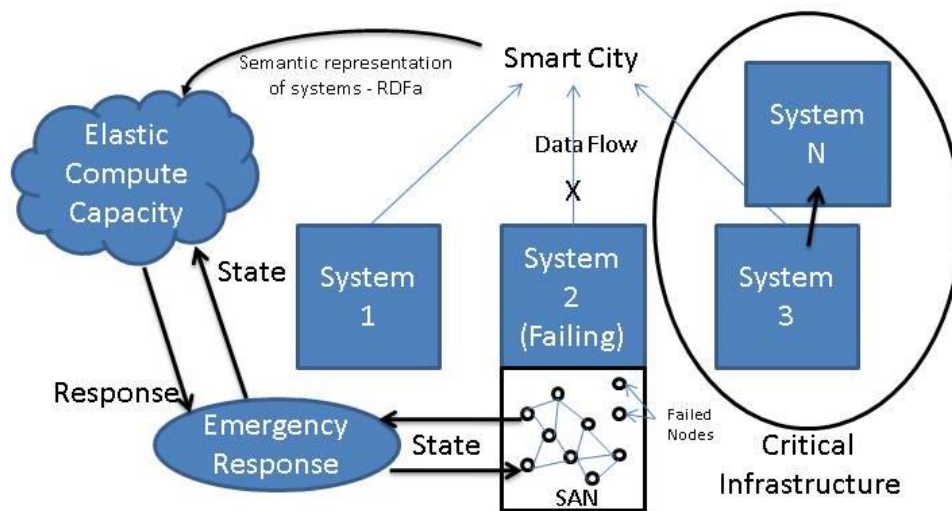 Smart City
Semantic representation
of systems - RDFa
Elastic
Compute
Capacity
Data Flow
X
System
N
State
System
1
System
2
(Failing)
System
3
Response
Emergency
Response
State
Failed
Nodes
SAN
Critical
Infrastructure